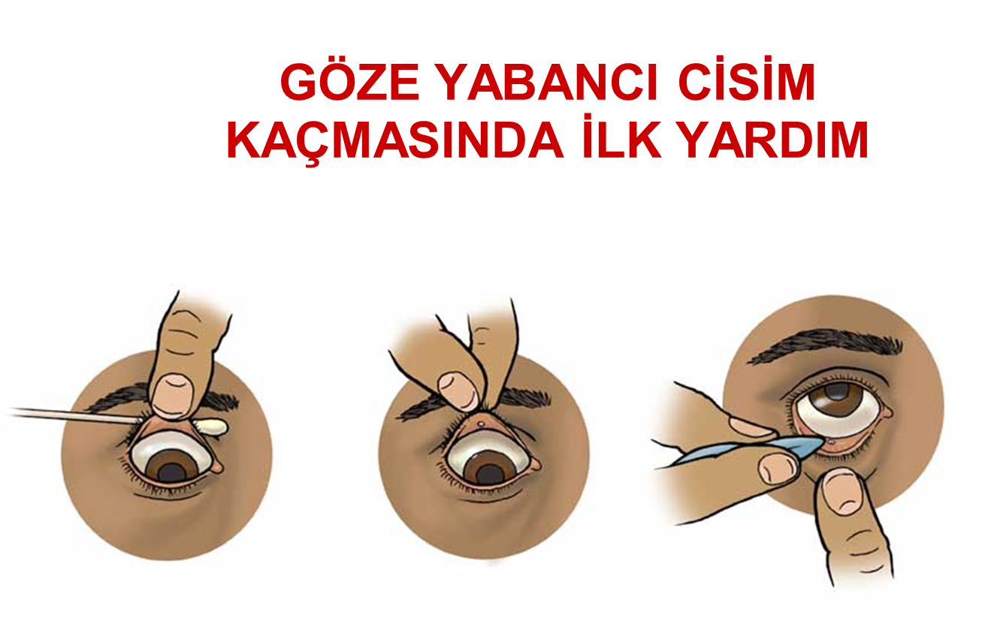 GÖZE YABANCI CİSİM
KAÇMASINDA İLK YARDIM